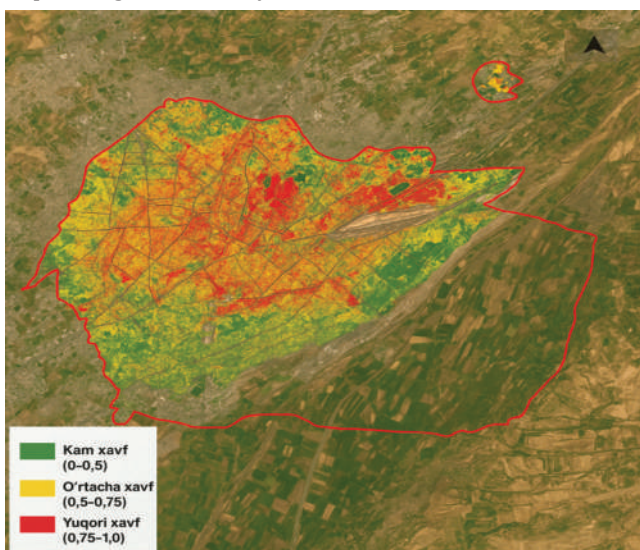 Kam xavf
(0–0,5)
O‘rtacha xavf
(0,5–0,75)
Yuqori xavf
(0,75–1,0)